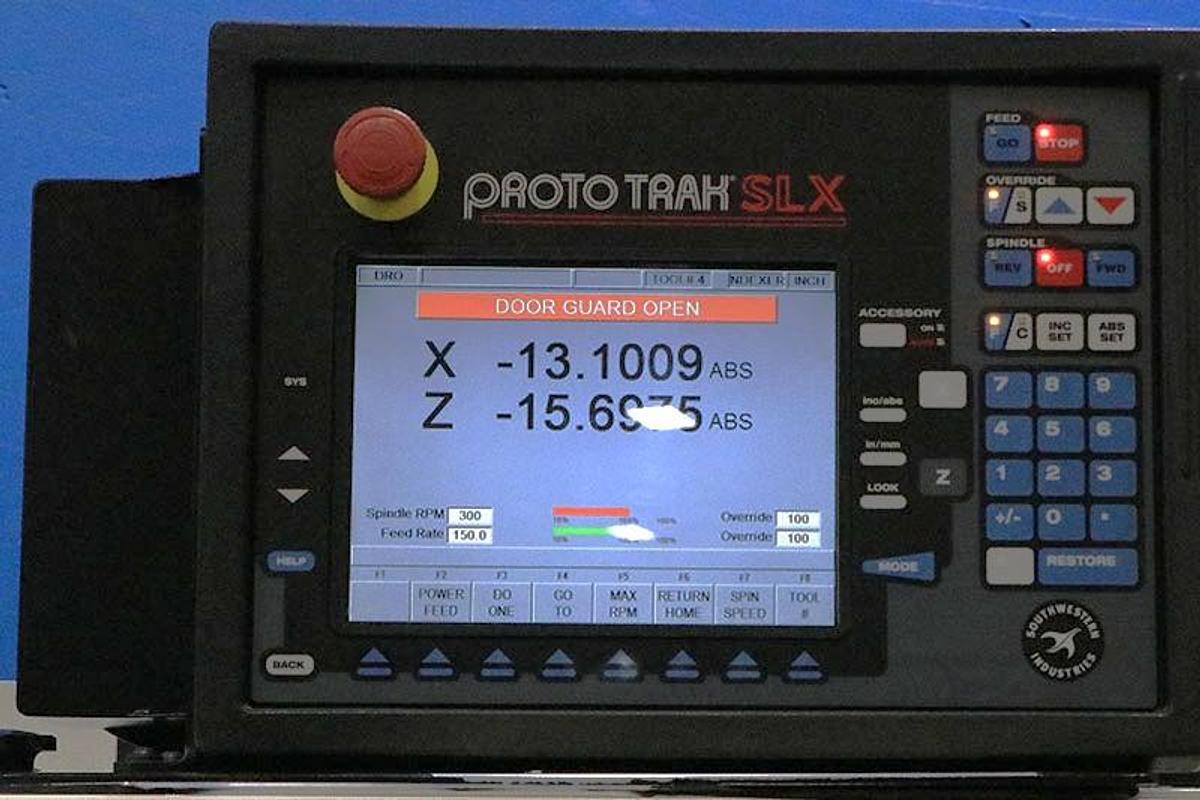 PROTO TRAK SLX
DRO TOOL# 4 INDEXER INCH
DOOR GUARD OPEN
X -13.1009 ABS
Z ABS
Spindle RPM 300
Feed Rate 150.0
Override 100
Override 100
F1 F2 F3 F4 F5 F6 F7 F8
POWER FEED
DO ONE
GO TO
MAX RPM
RETURN HOME
SPIN SPEED
TOOL #
SYS
HELP
BACK
FEED
GO STOP
OVERRIDE
F / S
SPINDLE
REV OFF FWD
F / C INC SET ABS SET
ACCESSORY
ON
inc/abs
in/mm
LOOK
Z
MODE
7 8 9
4 5 6
1 2 3
+/- 0 •
RESTORE
SOUTHWESTERN INDUSTRIES